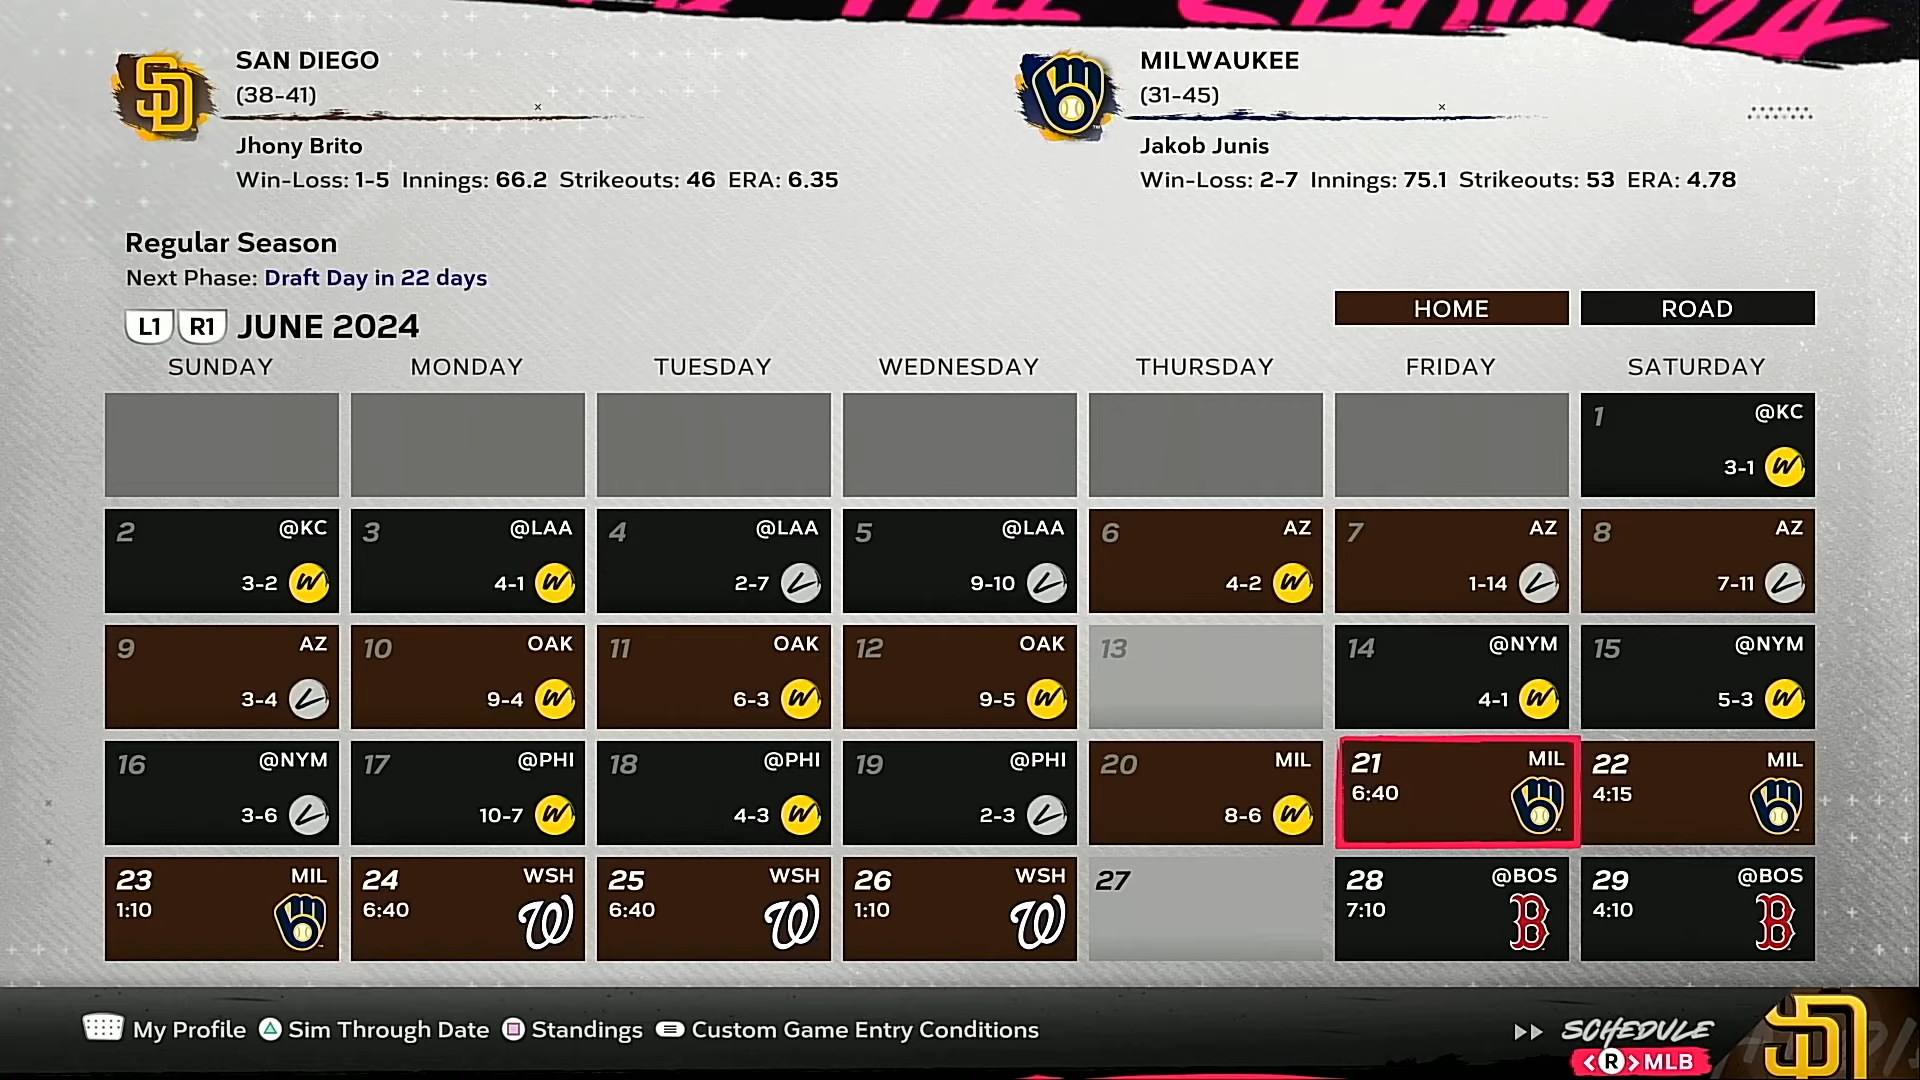 SAN DIEGO
(38-41)
Jhony Brito
Win-Loss: 1-5 Innings: 66.2 Strikeouts: 46 ERA: 6.35
MILWAUKEE
(31-45)
Jakob Junis
Win-Loss: 2-7 Innings: 75.1 Strikeouts: 53 ERA: 4.78
Regular Season
Next Phase: Draft Day in 22 days
L1 R1 JUNE 2024
HOME ROAD
SUNDAY MONDAY TUESDAY WEDNESDAY THURSDAY FRIDAY SATURDAY
1 @KC
3-1 W
2 @KC 3 @LAA 4 @LAA 5 @LAA 6 AZ 7 AZ 8 AZ
3-2 W 4-1 W 2-7 L 9-10 L 4-2 W 1-14 L 7-11 L
9 AZ 10 OAK 11 OAK 12 OAK 13 14 @NYM 15 @NYM
3-4 L 9-4 W 6-3 W 9-5 W 4-1 W 5-3 W
16 @NYM 17 @PHI 18 @PHI 19 @PHI 20 MIL 21 MIL 22 MIL
3-6 L 10-7 W 4-3 W 2-3 L 8-6 W 6:40 4:15
23 MIL 24 WSH 25 WSH 26 WSH 27 28 @BOS 29 @BOS
1:10 6:40 6:40 1:10 7:10 4:10
My Profile Sim Through Date Standings Custom Game Entry Conditions
SCHEDULE
<R> MLB